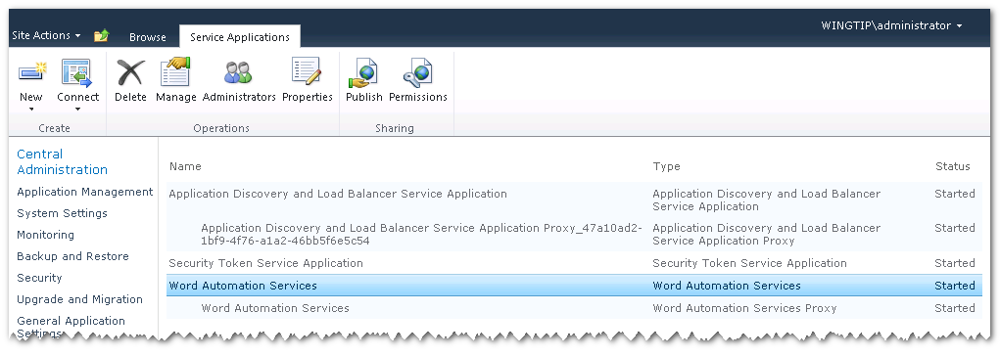 WINGTIP\administrator
Site Actions Browse Service Applications
New Connect Delete Manage Administrators Properties Publish Permissions
Create Operations Sharing
Central
Administration
Application Management
System Settings
Monitoring
Backup and Restore
Security
Upgrade and Migration
General Application
Settings
Name Type Status
Application Discovery and Load Balancer Service Application Application Discovery and Load Balancer Started
Service Application
Application Discovery and Load Balancer Service Application Proxy_47a10ad2- Application Discovery and Load Balancer Started
1bf9-4f76-a1a2-46bb5f6e5c54 Service Application Proxy
Security Token Service Application Security Token Service Application Started
Word Automation Services Word Automation Services Started
Word Automation Services Word Automation Services Proxy Started